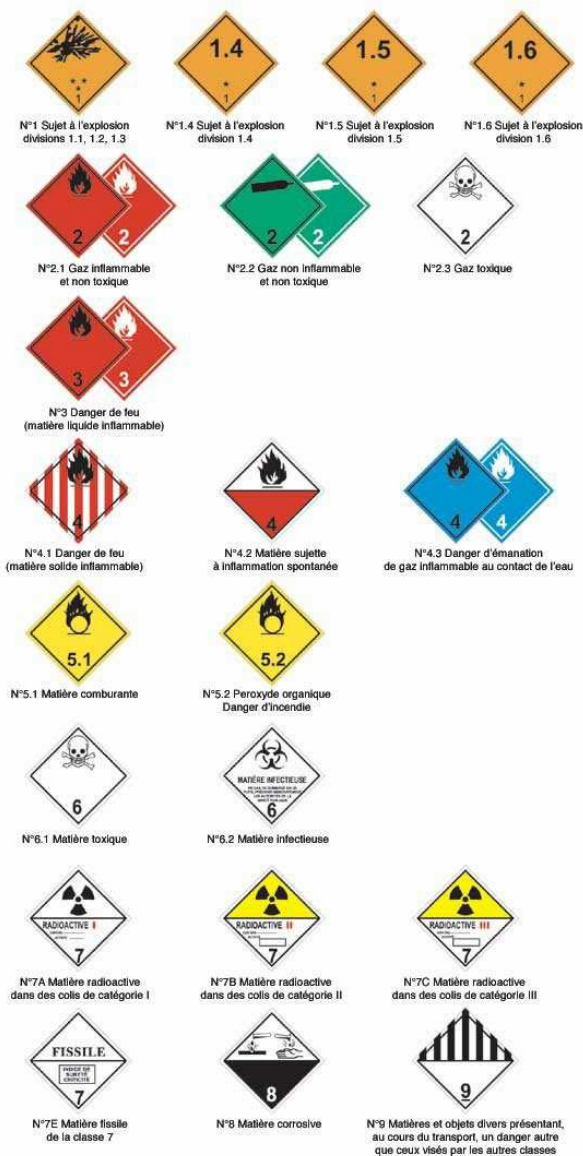 1
1.4
1
1.5
1
1.6
1
N°1 Sujet à l'explosion
divisions 1.1, 1.2, 1.3
N°1.4 Sujet à l'explosion
division 1.4
N°1.5 Sujet à l'explosion
division 1.5
N°1.6 Sujet à l'explosion
division 1.6
2
2
2
2
2
N°2.1 Gaz inflammable
et non toxique
N°2.2 Gaz non inflammable
et non toxique
N°2.3 Gaz toxique
3
3
N°3 Danger de feu
(matière liquide inflammable)
4
4
4
4
N°4.1 Danger de feu
(matière solide inflammable)
N°4.2 Matière sujette
à inflammation spontanée
N°4.3 Danger d'émanation
de gaz inflammable au contact de l'eau
5.1
5.2
N°5.1 Matière comburante
N°5.2 Peroxyde organique
Danger d'incendie
6
MATIÈRE INFECTIEUSE
6
N°6.1 Matière toxique
N°6.2 Matière infectieuse
RADIOACTIVE I
7
RADIOACTIVE II
7
RADIOACTIVE III
7
N°7A Matière radioactive
dans des colis de catégorie I
N°7B Matière radioactive
dans des colis de catégorie II
N°7C Matière radioactive
dans des colis de catégorie III
FISSILE
INDICE DE
SURETÉ
CRITICITÉ
7
8
9
N°7E Matière fissile
de la classe 7
N°8 Matière corrosive
N°9 Matières et objets divers présentant,
au cours du transport, un danger autre
que ceux visés par les autres classes